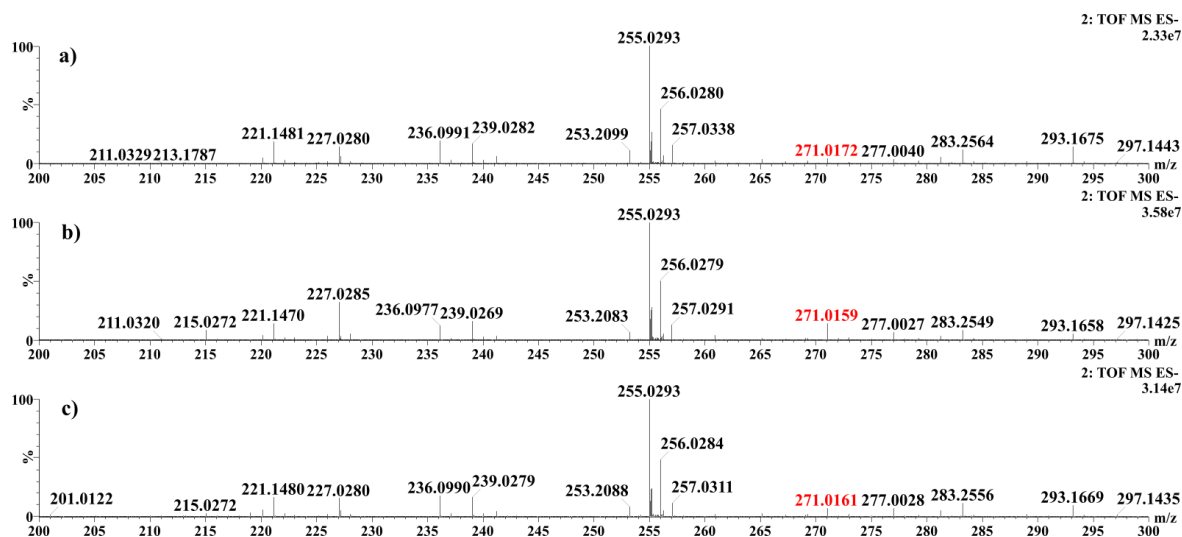 2: TOF MS ES-
2.33e7
a)
100
%
0
211.0329 213.1787 221.1481 227.0280 236.0991 239.0282 253.2099 255.0293 256.0280 257.0338 271.0172 277.0040 283.2564 293.1675 297.1443
m/z
200 205 210 215 220 225 230 235 240 245 250 255 260 265 270 275 280 285 290 295 300
2: TOF MS ES-
3.58e7
b)
100
%
0
211.0320 215.0272 221.1470 227.0285 236.0977 239.0269 253.2083 255.0293 256.0279 257.0291 271.0159 277.0027 283.2549 293.1658 297.1425
m/z
200 205 210 215 220 225 230 235 240 245 250 255 260 265 270 275 280 285 290 295 300
2: TOF MS ES-
3.14e7
c)
100
%
0
201.0122 215.0272 221.1480 227.0280 236.0990 239.0279 253.2088 255.0293 256.0284 257.0311 271.0161 277.0028 283.2556 293.1669 297.1435
m/z
200 205 210 215 220 225 230 235 240 245 250 255 260 265 270 275 280 285 290 295 300